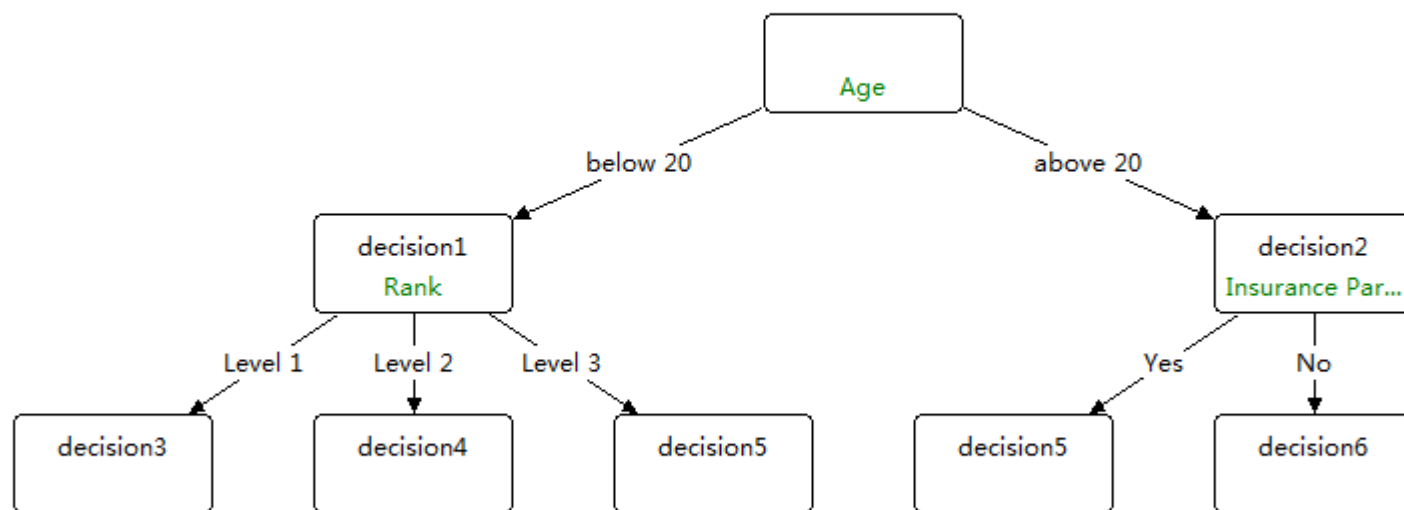 Age
below 20
above 20
decision1
Rank
decision2
Insurance Par...
Level 1
Level 2
Level 3
Yes
No
decision3
decision4
decision5
decision5
decision6